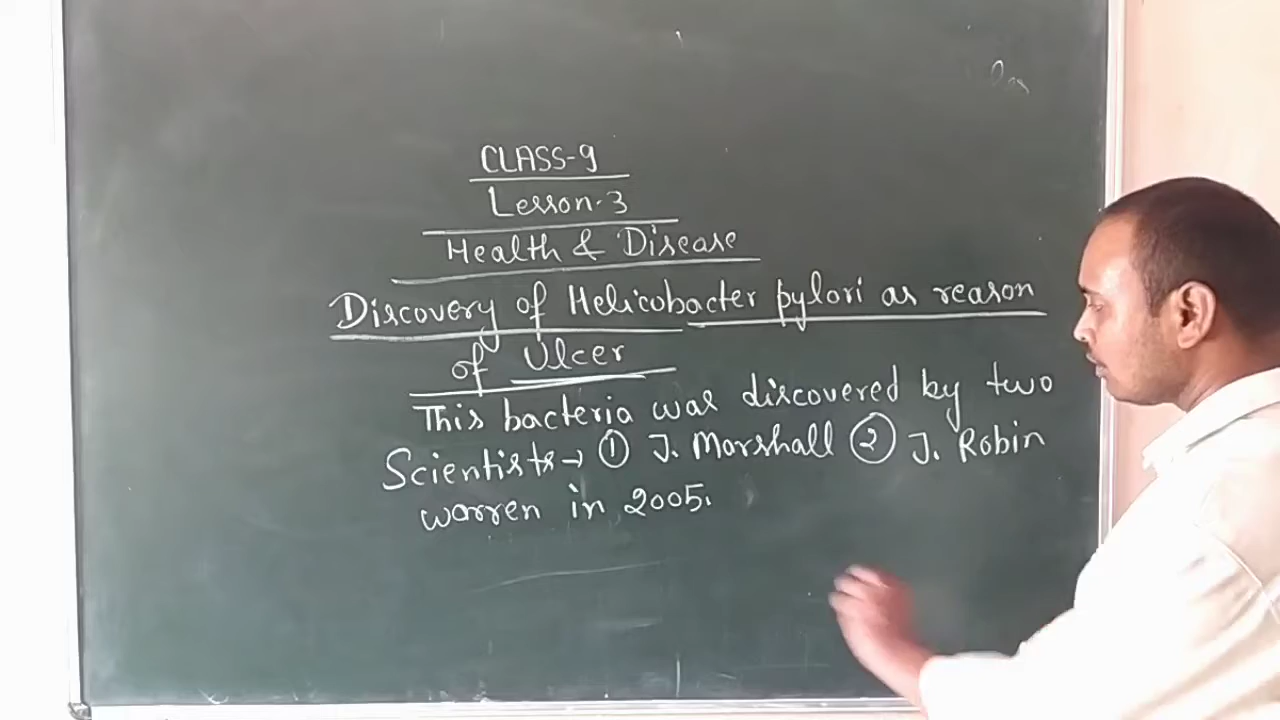 CLASS-9
Lesson-3
Health & Disease
Discovery of Helicobacter pylori as reason
of Ulcer
This bacteria was discovered by two
Scientists→ ① J. Marshall ② J. Robin
warren in 2005.